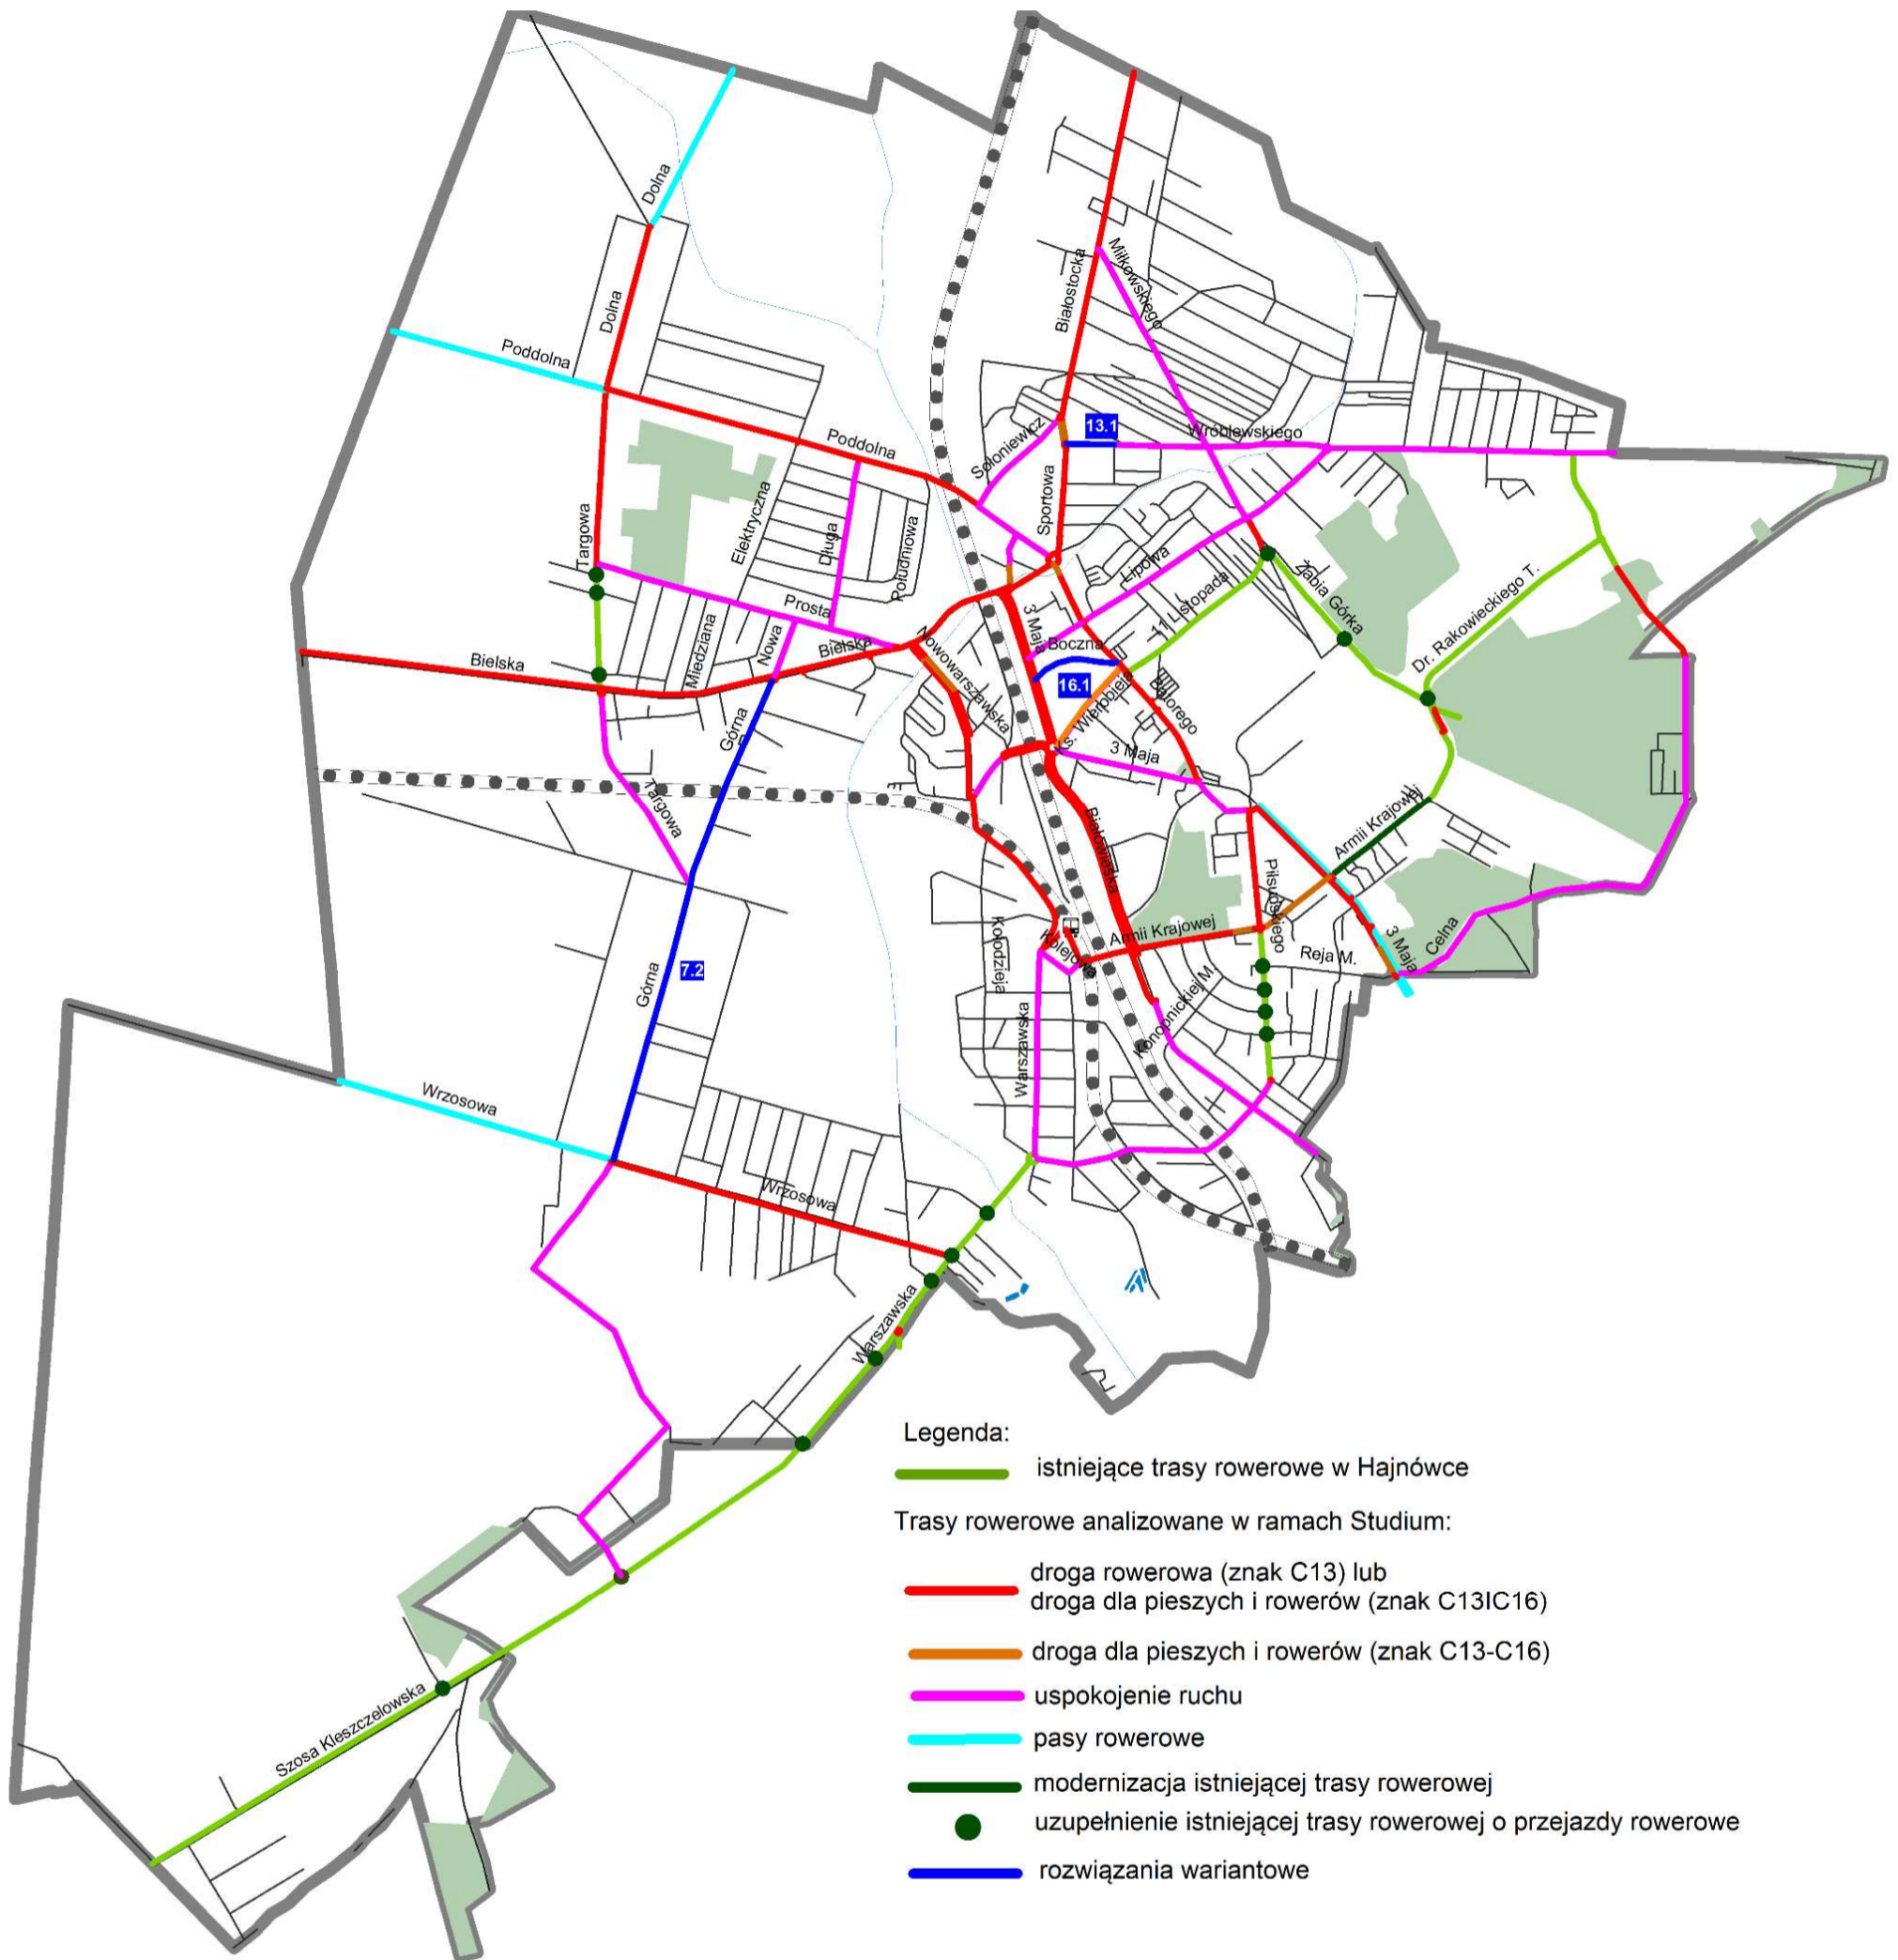 Dolna
Dolna
Białostocka
Miłkowskiego
Poddolna
Poddolna
Sołoniewicz
13.1
Wróblewskiego
Sportowa
Elektryczna
Długa
Południowa
Targowa
Lipowa
11 Listopada
Żabia Górka
Dr. Rakowieckiego T.
Prosta
3 Maja
Boczna
Miedziana
Nowa
Bielska
Bielska
Nowowarszawska
16.1
Ks. Wierobieja
Batorego
3 Maja
Górna
Targowa
Białowieska
Armii Krajowej
Piłsudskiego
Kołodzieja
Kolejowa
Armii Krajowej
Reja M.
3 Maja
Celna
7.2
Górna
Warszawska
Konopnickiej M.
Wrzosowa
Wrzosowa
Warszawska
Szosa Kleszczelowska
Legenda:
istniejące trasy rowerowe w Hajnówce
Trasy rowerowe analizowane w ramach Studium:
droga rowerowa (znak C13) lub
droga dla pieszych i rowerów (znak C13IC16)
droga dla pieszych i rowerów (znak C13-C16)
uspokojenie ruchu
pasy rowerowe
modernizacja istniejącej trasy rowerowej
uzupełnienie istniejącej trasy rowerowej o przejazdy rowerowe
rozwiązania wariantowe